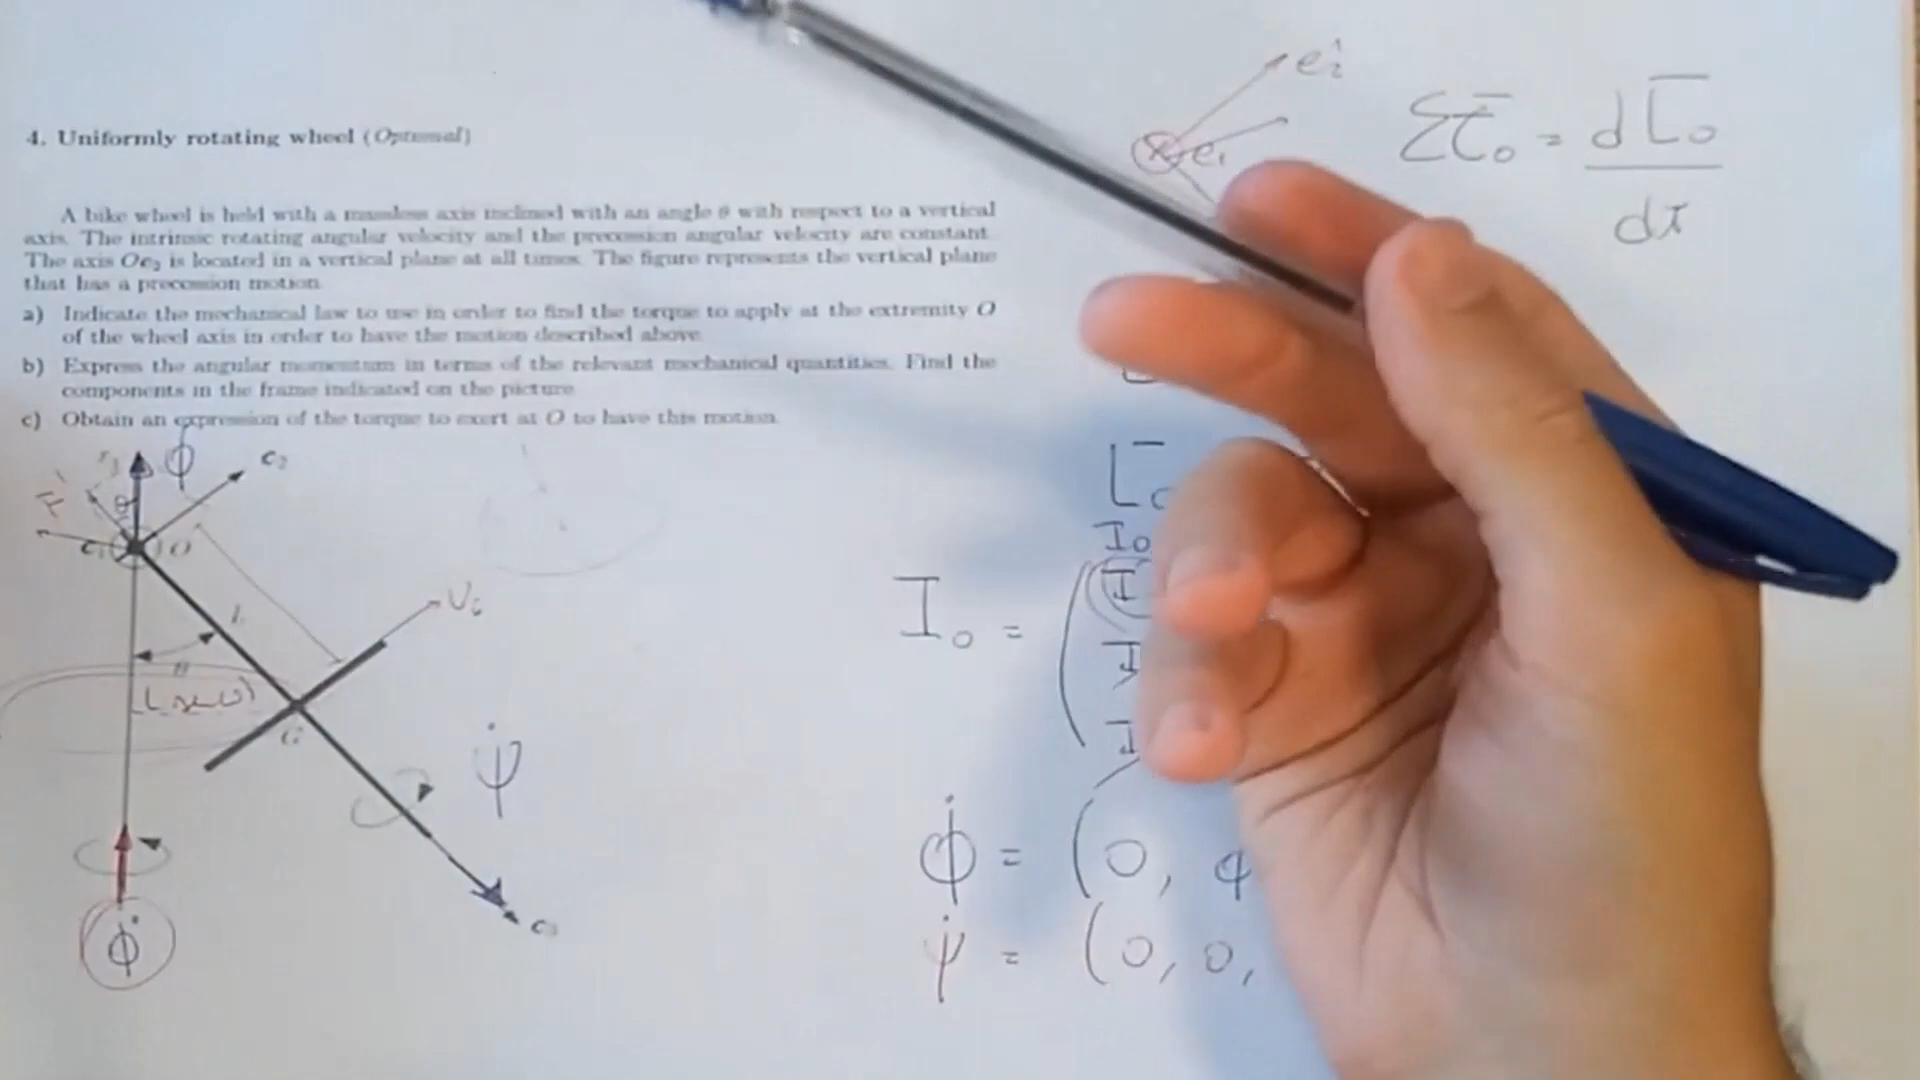 4. Uniformly rotating wheel (Optional)
A bike wheel is held with a massless axis inclined with an angle θ with respect to a vertical
axis. The intrinsic rotating angular velocity and the precession angular velocity are constant.
The axis Oe₃ is located in a vertical plane at all times. The figure represents the vertical plane
that has a precession motion.
a) Indicate the mechanical law to use in order to find the torque to apply at the extremity O
of the wheel axis in order to have the motion described above.
b) Express the angular momentum in terms of the relevant mechanical quantities. Find the
components in the frame indicated on the picture.
c) Obtain an expression of the torque to exert at O to have this motion.
e₂
e₁
Στ̄₀ = dL̄₀
dt
ϕ e₂
θ
e₁ O
L
θ
G
ψ̇
e₃
ϕ̇
L̄₀
I₀
I₀ = (I
I
I
ϕ̇ = (0, ϕ
ψ̇ = (0, 0,